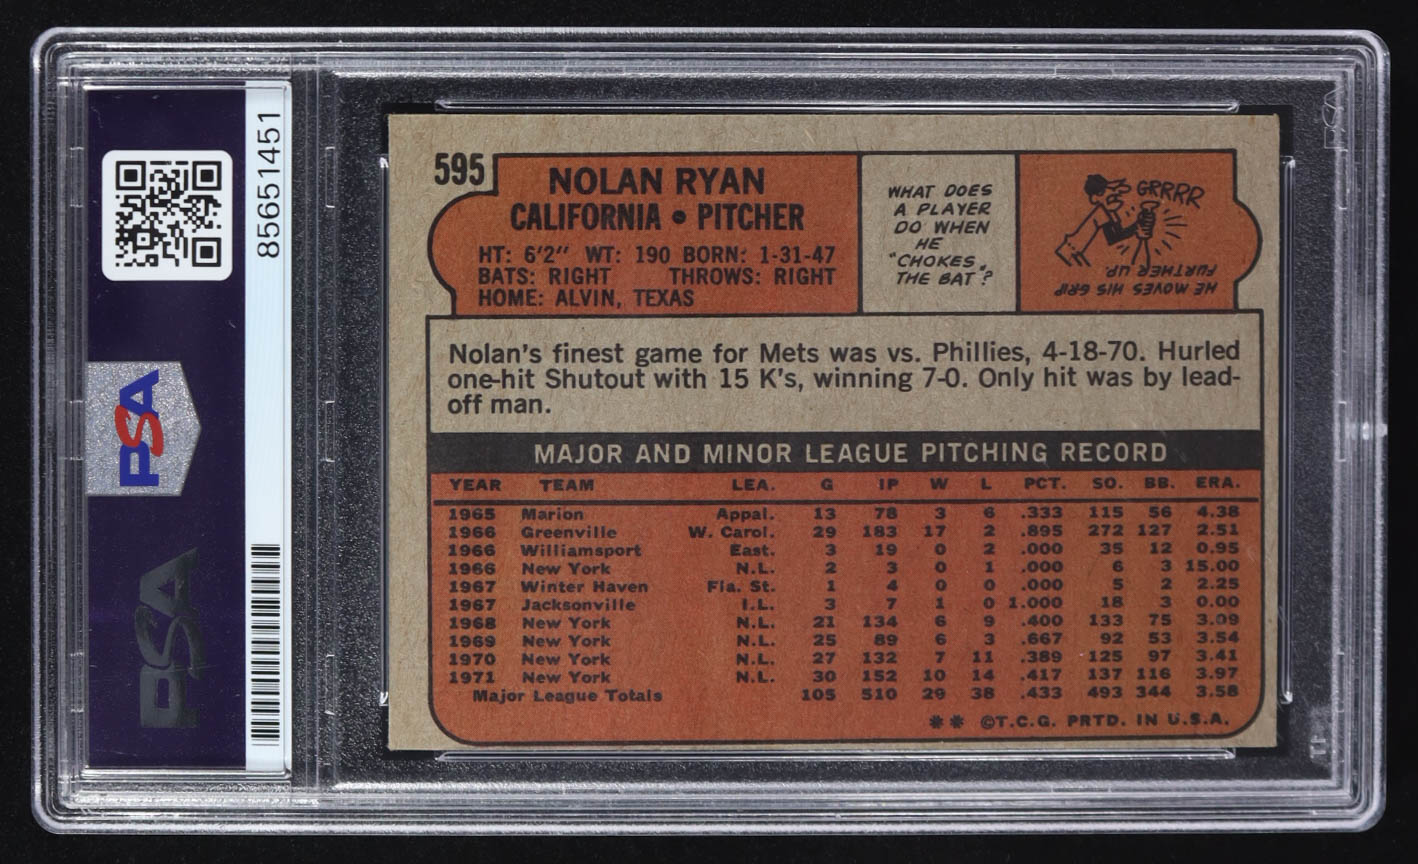 85651451
PSA
PSA
595
NOLAN RYAN
CALIFORNIA • PITCHER
HT: 6'2" WT: 190 BORN: 1-31-47
BATS: RIGHT THROWS: RIGHT
HOME: ALVIN, TEXAS
WHAT DOES
A PLAYER
DO WHEN
HE
"CHOKES"
THE BAT"?
GRRRR
HE MOVES HIS GRIP
FURTHER UP
Nolan's finest game for Mets was vs. Phillies, 4-18-70. Hurled
one-hit Shutout with 15 K's, winning 7-0. Only hit was by lead-
off man.
MAJOR AND MINOR LEAGUE PITCHING RECORD
YEAR TEAM LEA. G IP W L PCT. SO. BB. ERA.
1965 Marion Appal. 13 78 3 6 .333 115 56 4.38
1966 Greenville W. Carol. 29 183 17 2 .895 272 127 2.51
1966 Williamsport East. 3 19 0 2 .000 35 12 0.95
1966 New York N.L. 2 3 0 1 .000 6 3 15.00
1967 Winter Haven Fla. St. 1 4 0 0 .000 5 2 2.25
1967 Jacksonville I.L. 3 7 1 0 1.000 18 3 0.00
1968 New York N.L. 21 134 6 9 .400 133 75 3.09
1969 New York N.L. 25 89 6 3 .667 92 53 3.54
1970 New York N.L. 27 132 7 11 .389 125 97 3.41
1971 New York N.L. 30 152 10 14 .417 137 116 3.97
Major League Totals 105 510 29 38 .433 493 344 3.58
** ©T.C.G. PRTD. IN U.S.A.